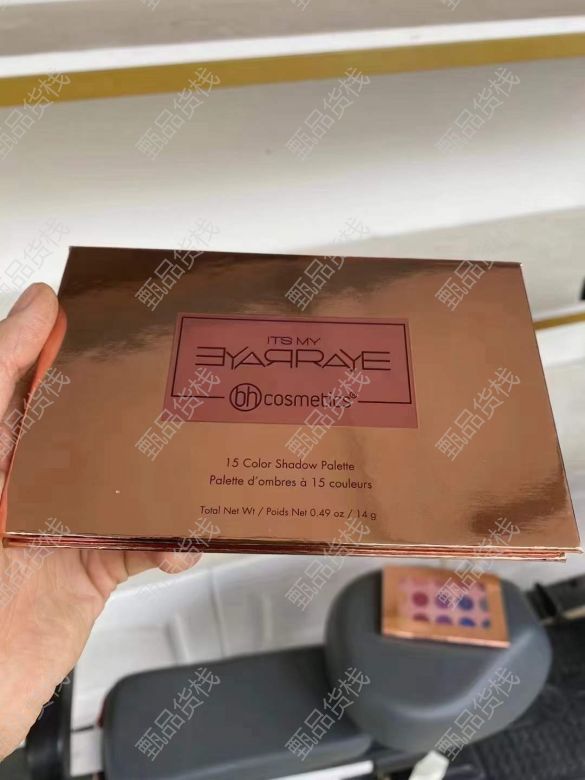 ITS MY
EYARRAYE
bh cosmetics®
15 Color Shadow Palette
Palette d'ombres à 15 couleurs
Total Net Wt / Poids Net 0.49 oz / 14 g
甄品货栈